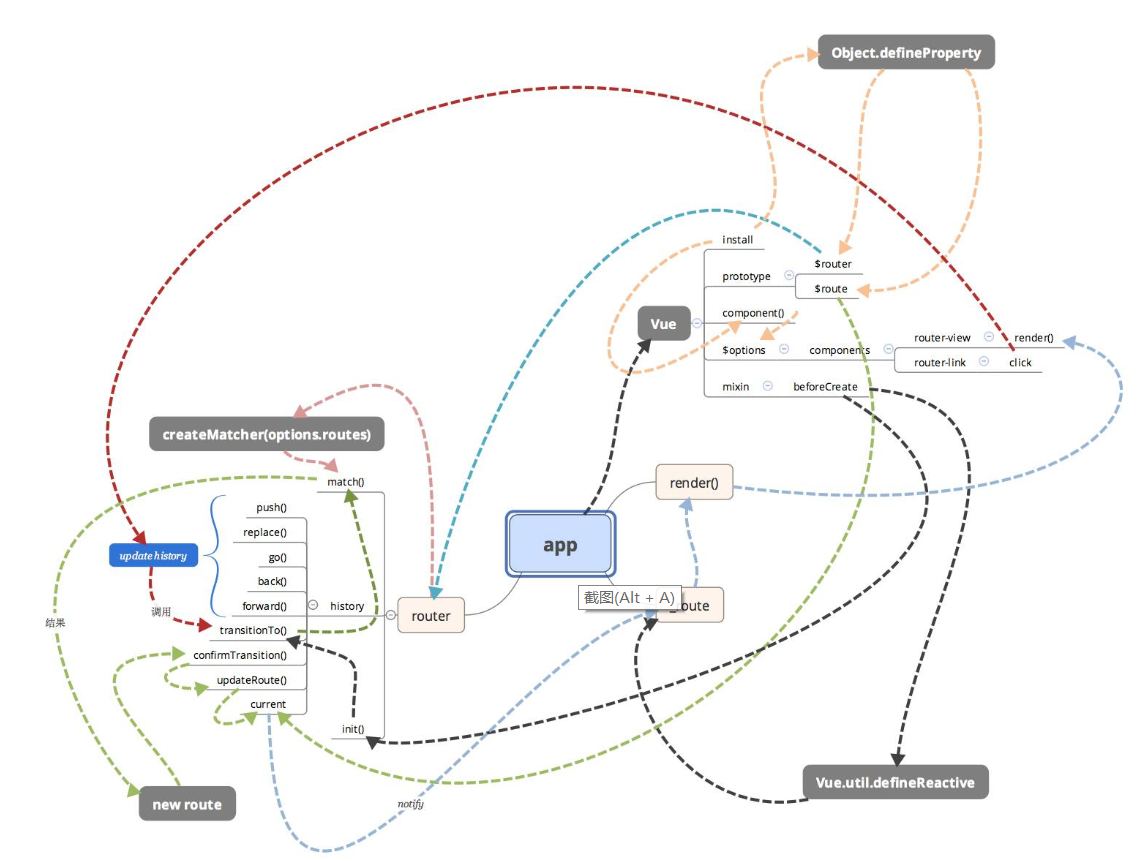 Object.defineProperty
install
$router
prototype
$route
component()
Vue
router-view
render()
$options
components
router-link
click
mixin
beforeCreate
createMatcher(options.routes)
match()
render()
push()
replace()
app
update history
go()
back()
截图(Alt + A)
forward()
history
调用
router
route
结果
transitionTo()
confirmTransition()
updateRoute()
current
init()
Vue.util.defineReactive
new route
notify